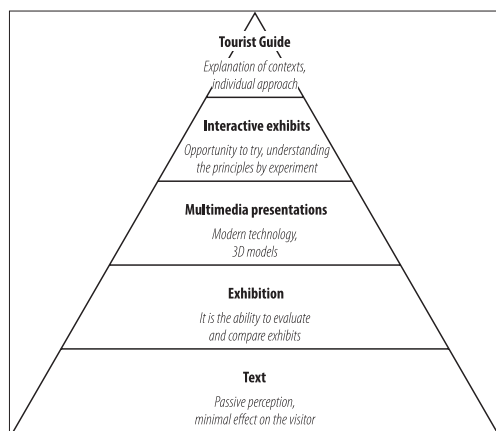 Tourist Guide
Explanation of contexts,
individual approach
Interactive exhibits
Opportunity to try, understanding
the principles by experiment
Multimedia presentations
Modern technology,
3D models
Exhibition
It is the ability to evaluate
and compare exhibits
Text
Passive perception,
minimal effect on the visitor